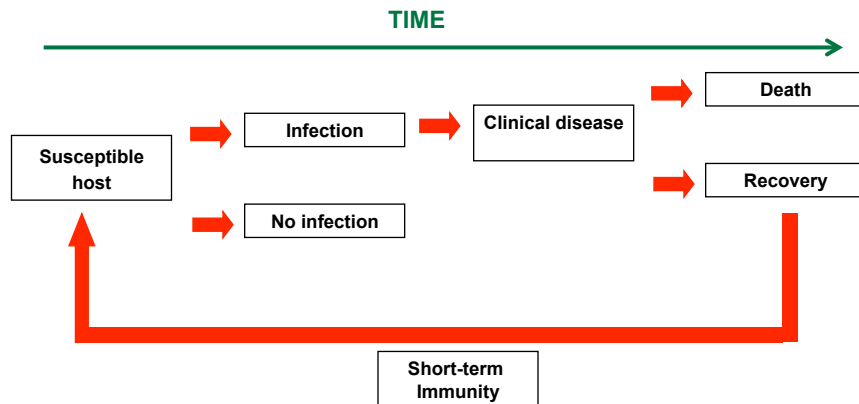 TIME
Death
Infection
Clinical disease
Susceptible
host
Recovery
No infection
Short-term
Immunity